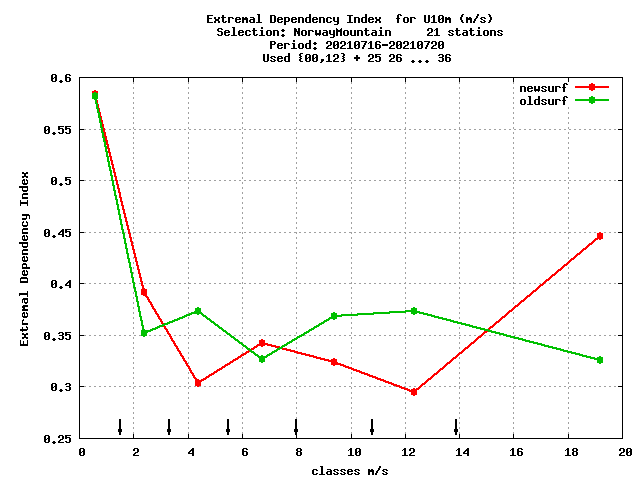 Extremal Dependency Index  for U10m (m/s)
Selection: NorwayMountain     21 stations
Period: 20210716-20210720
Used {00,12} + 25 26 ... 36
newsurf
oldsurf
0.6
0.55
0.5
0.45
0.4
0.35
0.3
0.25
Extremal Dependency Index
0 2 4 6 8 10 12 14 16 18 20
classes m/s